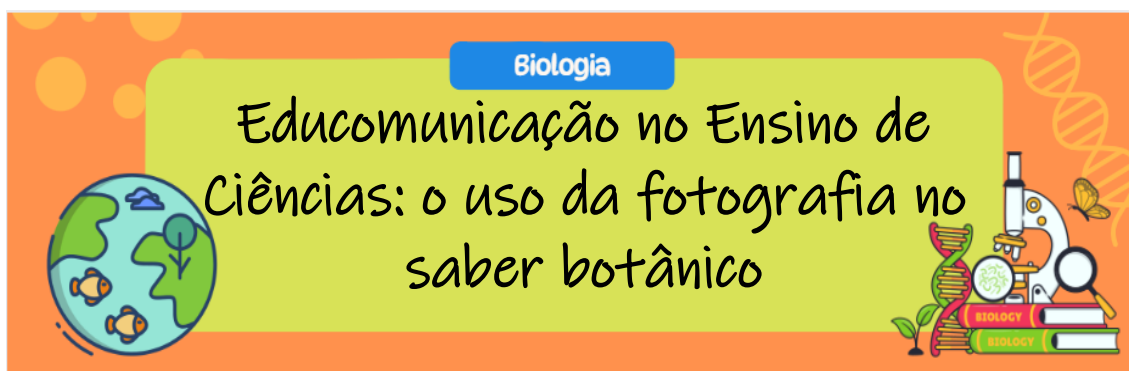 Biologia
Educomunicação no Ensino de
Ciências: o uso da fotografia no
saber botânico
BIOLOGY
BIOLOGY